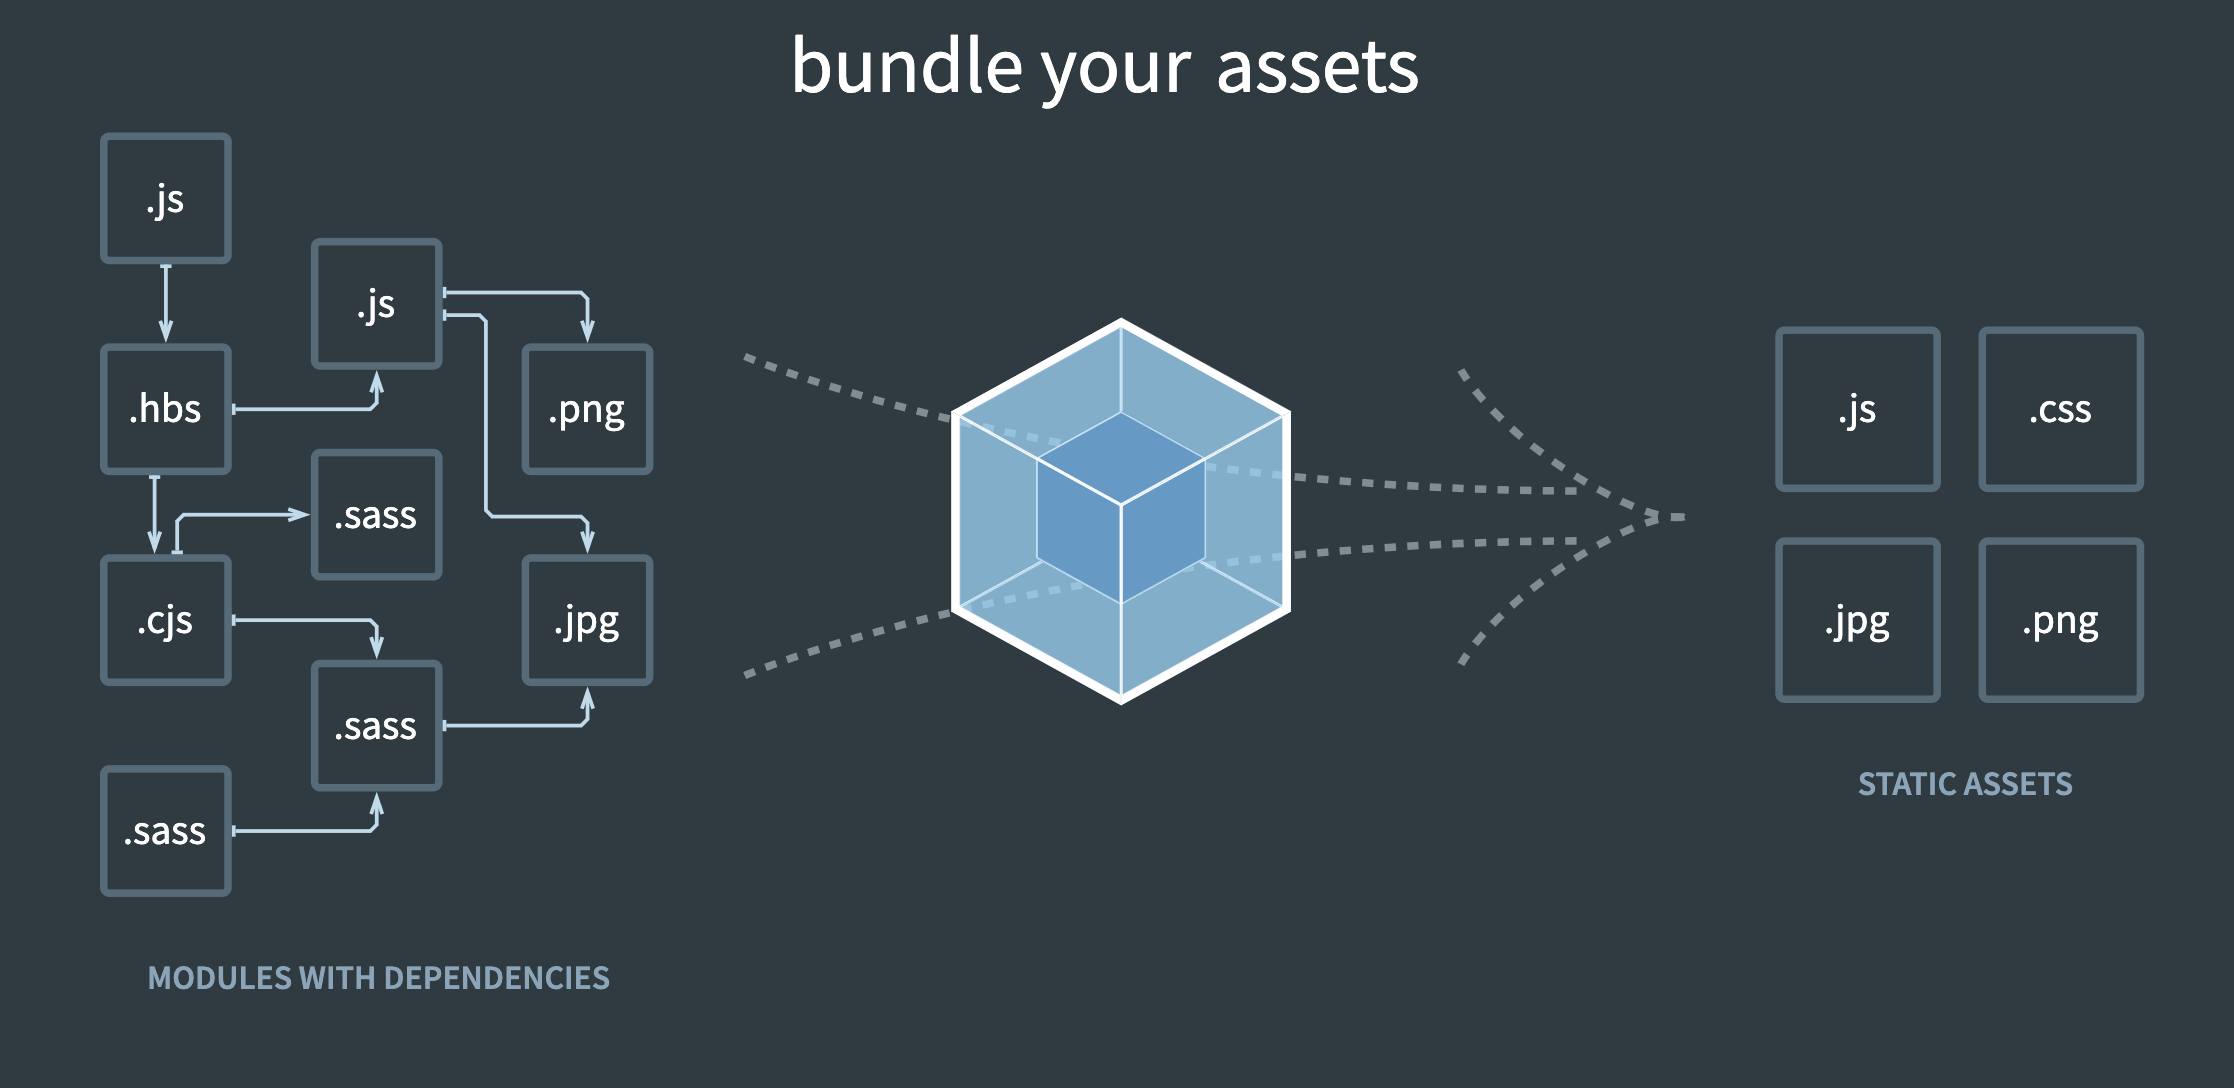 bundle your assets
.js
.js
.hbs
.png
.sass
.cjs
.jpg
.sass
.sass
MODULES WITH DEPENDENCIES
.js
.css
.jpg
.png
STATIC ASSETS